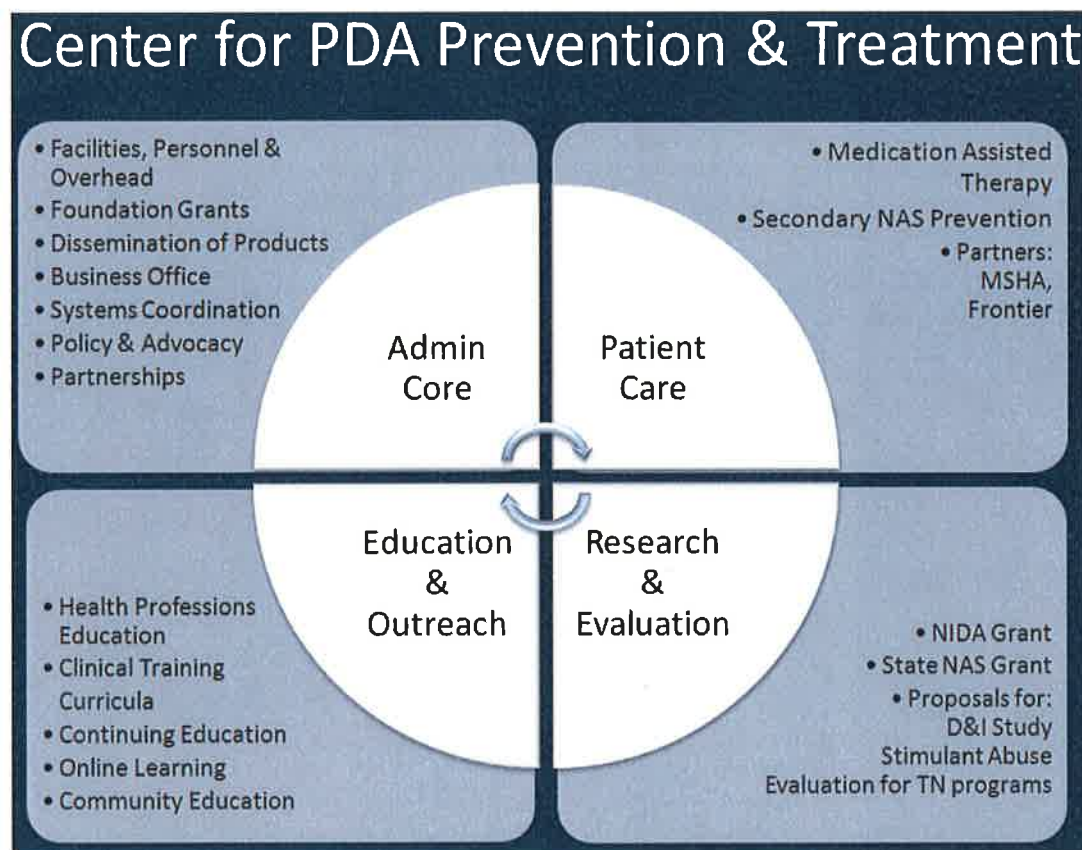 Center for PDA Prevention & Treatment
• Facilities, Personnel &
Overhead
• Foundation Grants
• Dissemination of Products
• Business Office
• Systems Coordination
• Policy & Advocacy
• Partnerships
Admin
Core
• Medication Assisted
Therapy
• Secondary NAS Prevention
• Partners:
MSHA,
Frontier
Patient
Care
Education
&
Outreach
• Health Professions
Education
• Clinical Training
Curricula
• Continuing Education
• Online Learning
• Community Education
Research
&
Evaluation
• NIDA Grant
• State NAS Grant
• Proposals for:
D&I Study
Stimulant Abuse
Evaluation for TN programs